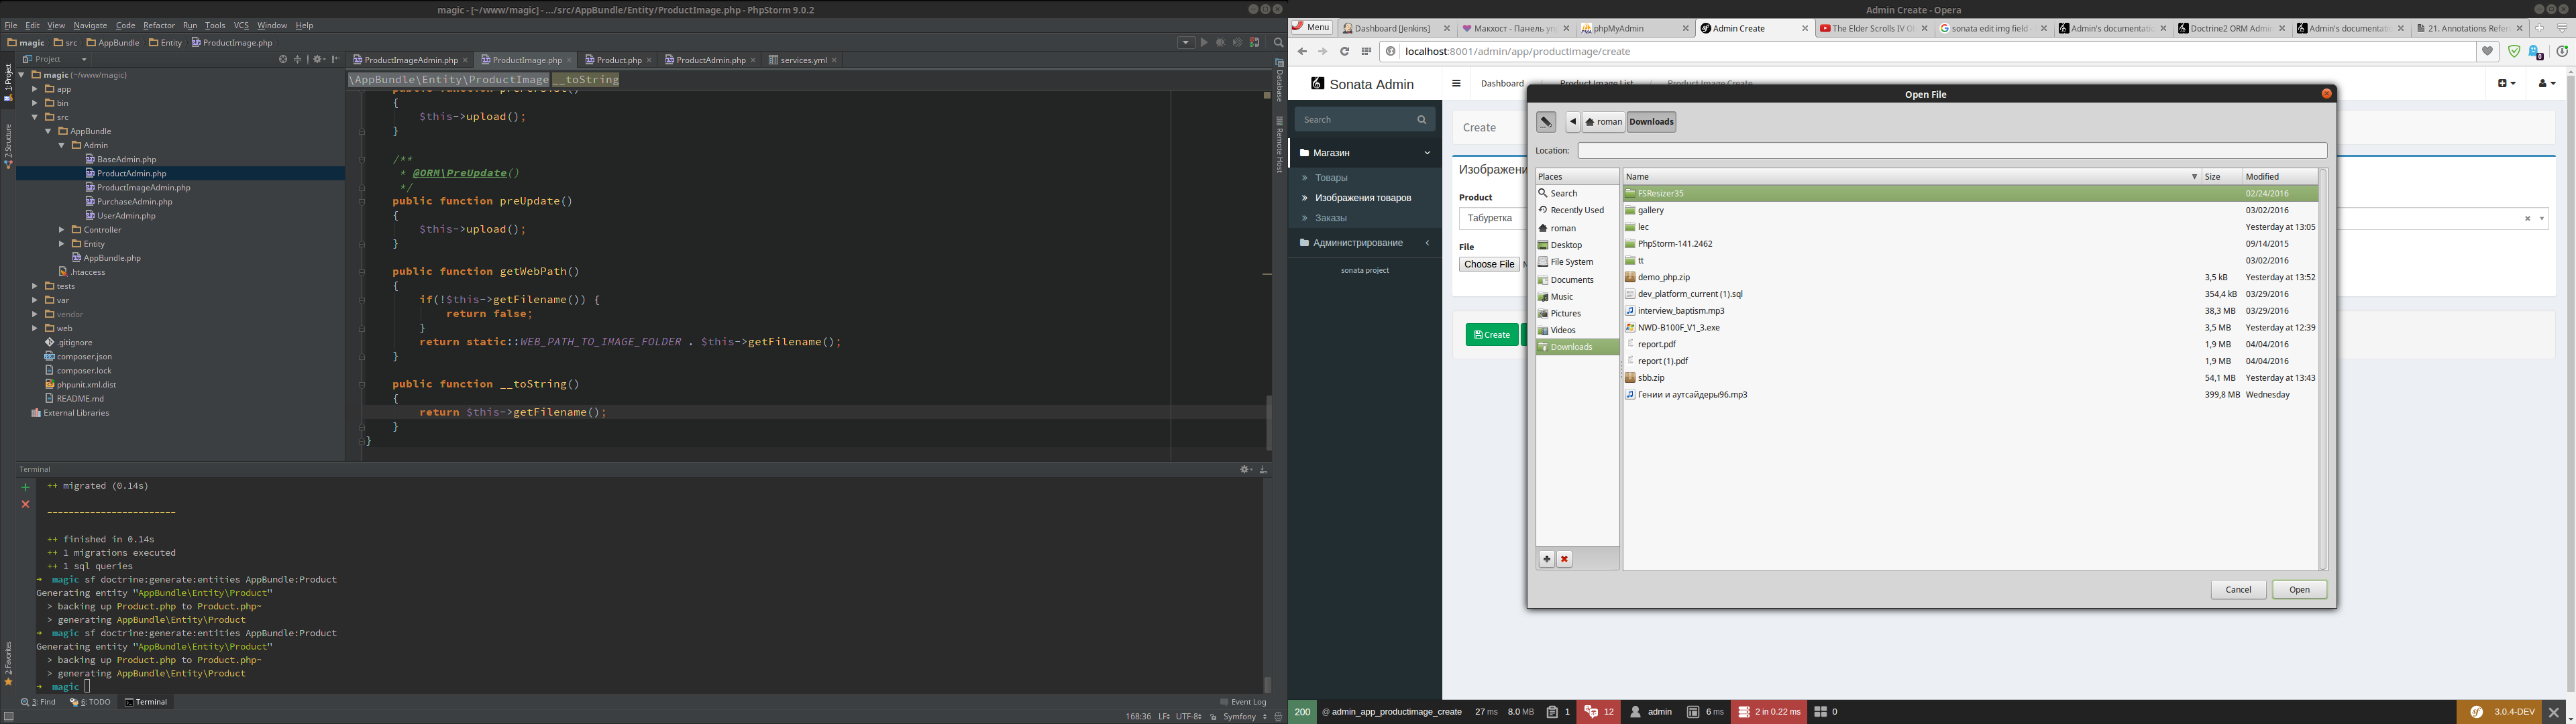 magic - [~/www/magic] - .../src/AppBundle/Entity/ProductImage.php - PhpStorm 9.0.2
File Edit View Navigate Code Refactor Run Tools VCS Window Help
magic src AppBundle Entity ProductImage.php
Project
1: Project
2: Structure
2: Favorites
magic (~/www/magic)
app
bin
src
AppBundle
Admin
BaseAdmin.php
ProductAdmin.php
ProductImageAdmin.php
PurchaseAdmin.php
UserAdmin.php
Controller
Entity
AppBundle.php
.htaccess
tests
var
vendor
web
.gitignore
composer.json
composer.lock
phpunit.xml.dist
README.md
External Libraries
ProductImageAdmin.php ProductImage.php Product.php ProductAdmin.php services.yml
\AppBundle\Entity\ProductImage __toString
{
$this->upload();
}
/**
* @ORM\PreUpdate()
*/
public function preUpdate()
{
$this->upload();
}
public function getWebPath()
{
if(!$this->getFilename()) {
return false;
}
return static::WEB_PATH_TO_IMAGE_FOLDER . $this->getFilename();
}
public function __toString()
{
return $this->getFilename();
}
}
Database
Remote Host
Terminal
++ migrated (0.14s)
------------------------
++ finished in 0.14s
++ 1 migrations executed
++ 1 sql queries
→ magic sf doctrine:generate:entities AppBundle:Product
Generating entity "AppBundle\Entity\Product"
> backing up Product.php to Product.php~
> generating AppBundle\Entity\Product
→ magic sf doctrine:generate:entities AppBundle:Product
Generating entity "AppBundle\Entity\Product"
> backing up Product.php to Product.php~
> generating AppBundle\Entity\Product
→ magic
3: Find 6: TODO Terminal Event Log
168:36 LF UTF-8 Symfony
Admin Create - Opera
Menu Dashboard [Jenkins] Макхост - Панель уп phpMyAdmin Admin Create The Elder Scrolls IV O sonata edit img field - Admin's documentati Doctrine2 ORM Admin Admin's documentati 21. Annotations Refer
localhost:8001/admin/app/productimage/create
Sonata Admin
Dashboard Product Image List Product Image Create
Search
Магазин
Товары
Изображения товаров
Заказы
Администрирование
sonata project
Create
Изображени
Product
Табуретка
File
Choose File N
Create
Open File
roman Downloads
Location:
Places
Search
Recently Used
roman
Desktop
File System
Documents
Music
Pictures
Videos
Downloads
Name Size Modified
FSResizer35 02/24/2016
gallery 03/02/2016
lec Yesterday at 13:05
PhpStorm-141.2462 09/14/2015
tt 03/02/2016
demo_php.zip 3,5 kB Yesterday at 13:52
dev_platform_current (1).sql 354,4 kB 03/29/2016
interview_baptism.mp3 38,3 MB 03/29/2016
NWD-B100F_V1_3.exe 3,5 MB Yesterday at 12:39
report.pdf 1,9 MB 04/04/2016
report (1).pdf 1,9 MB 04/04/2016
sbb.zip 54,1 MB Yesterday at 13:43
Гении и аутсайдеры96.mp3 399,8 MB Wednesday
Cancel Open
200 @ admin_app_productimage_create 27 ms 8.0 MB 1 12 admin 6 ms 2 in 0.22 ms 0 3.0.4-DEV